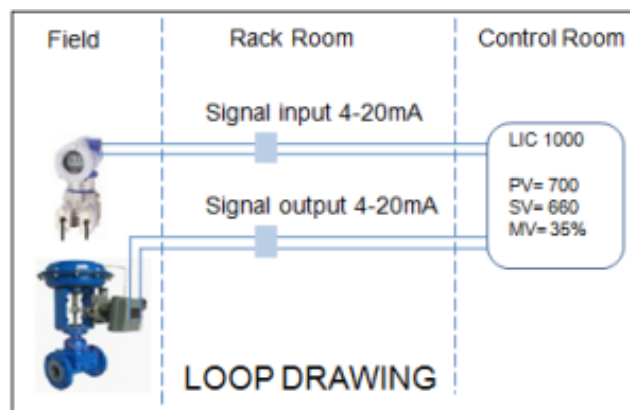 Field
Rack Room
Control Room
Signal input 4-20mA
LIC 1000
PV= 700
SV= 660
MV= 35%
Signal output 4-20mA
LOOP DRAWING